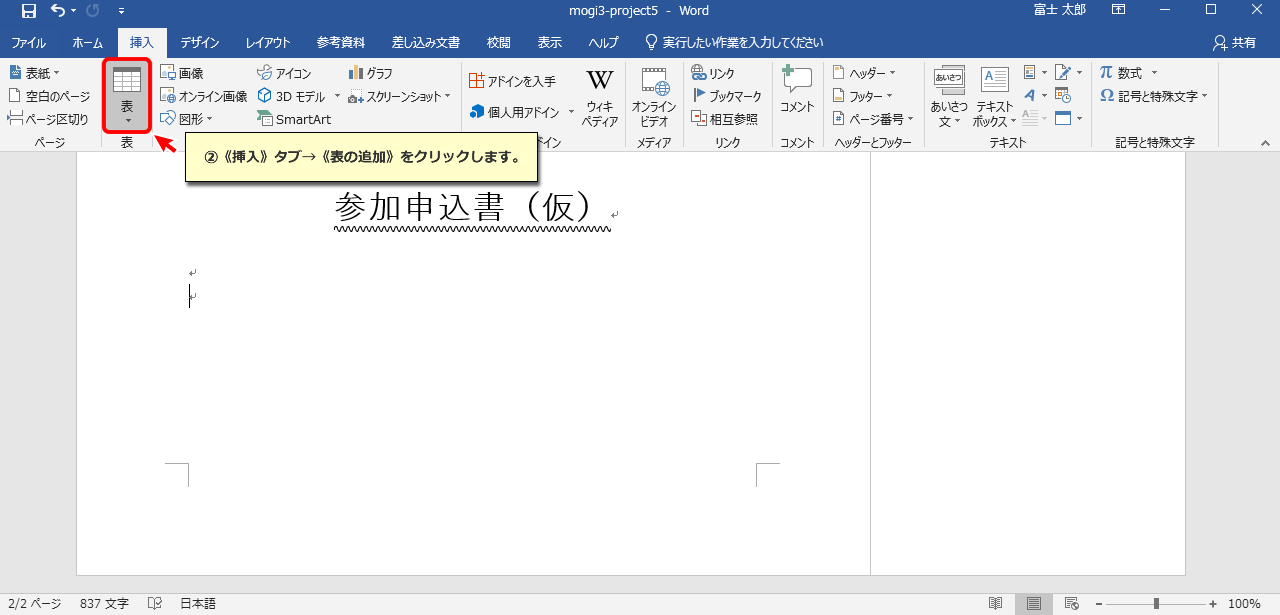 mogi3-project5 - Word
富士 太郎
ファイル ホーム 挿入 デザイン レイアウト 参考資料 差し込み文書 校閲 表示 ヘルプ 実行したい作業を入力してください 共有
表紙
空白のページ
ページ区切り
ページ
表
表
画像
オンライン画像
図形
アイコン
3D モデル
SmartArt
グラフ
スクリーンショット
アドインを入手
個人用アドイン
イン
W
ウィキ
ペディア
オンライン
ビデオ
メディア
リンク
ブックマーク
相互参照
リンク
コメント
コメント
ヘッダー
フッター
ページ番号
ヘッダーとフッター
あいさつ
あいさつ
文
A
テキスト
ボックス
テキスト
π 数式
Ω 記号と特殊文字
記号と特殊文字
②《挿入》タブ→《表の追加》をクリックします。
参加申込書（仮）
2/2 ページ 837 文字 日本語 100%